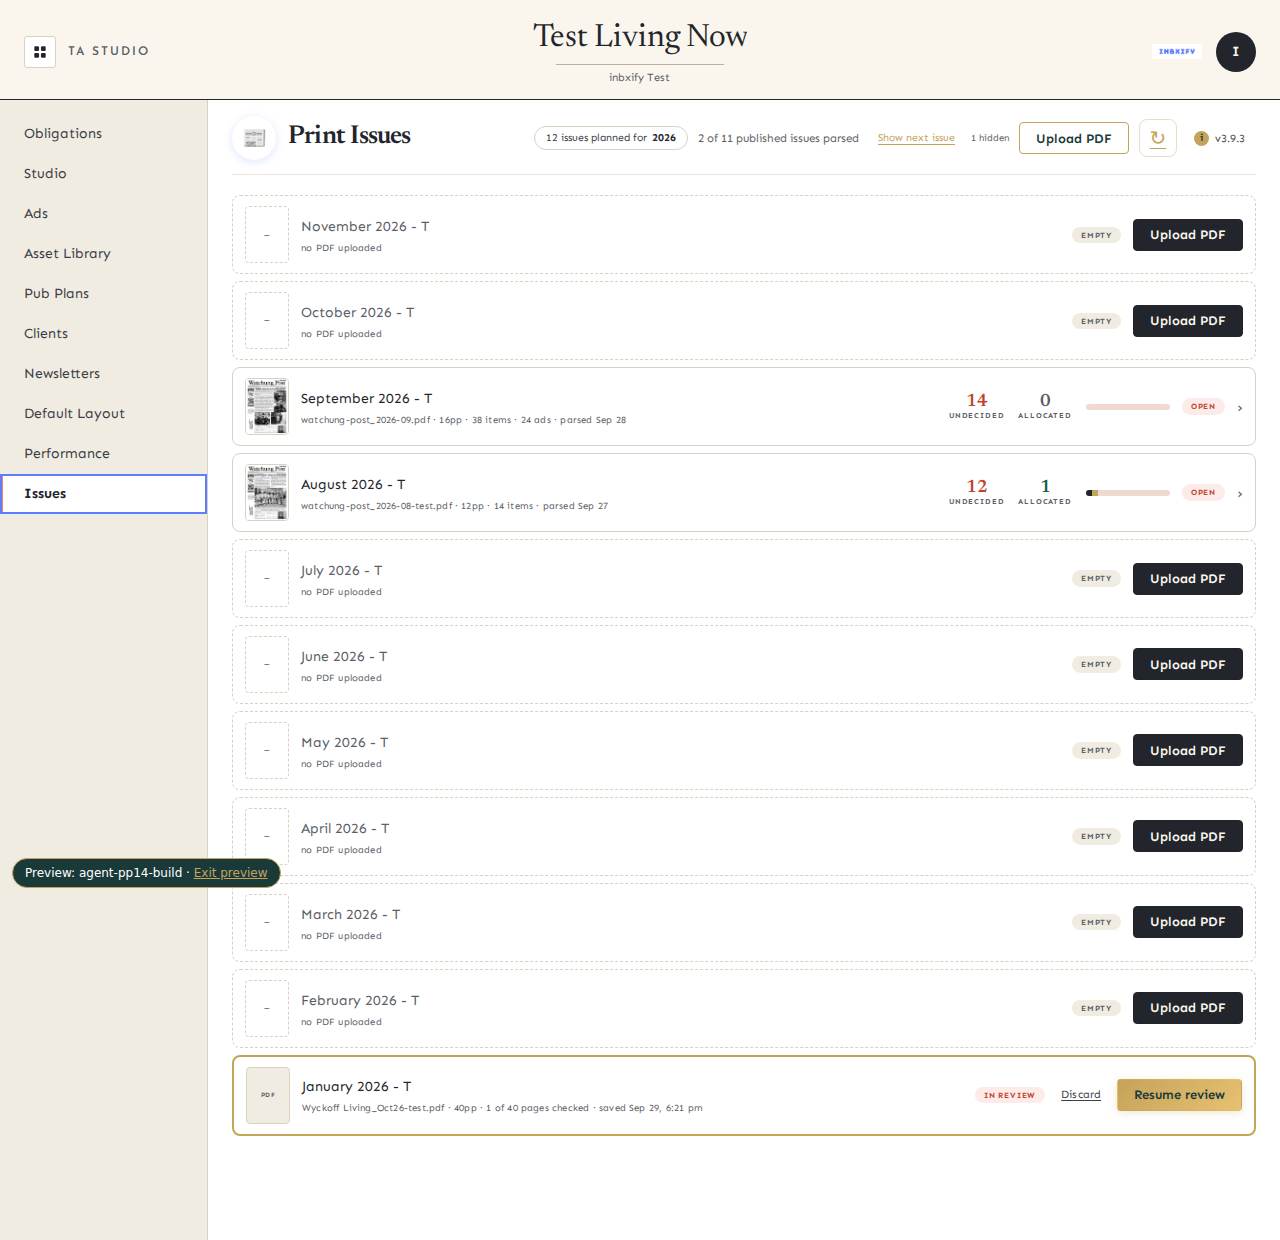 TA STUDIO
Test Living Now
inbxify Test
INBXIFY
I
Obligations
Studio
Ads
Asset Library
Pub Plans
Clients
Newsletters
Default Layout
Performance
Issues
Print Issues
12 issues planned for 2026
2 of 11 published issues parsed
Show next issue
1 hidden
Upload PDF
↻
i v3.9.3
–
November 2026 - T
no PDF uploaded
EMPTY
Upload PDF
–
October 2026 - T
no PDF uploaded
EMPTY
Upload PDF
Watchung Post
September 2026 - T
watchung-post_2026-09.pdf · 16pp · 38 items · 24 ads · parsed Sep 28
14
UNDECIDED
0
ALLOCATED
OPEN
›
Watchung Post
August 2026 - T
watchung-post_2026-08-test.pdf · 12pp · 14 items · parsed Sep 27
12
UNDECIDED
1
ALLOCATED
OPEN
›
–
July 2026 - T
no PDF uploaded
EMPTY
Upload PDF
–
June 2026 - T
no PDF uploaded
EMPTY
Upload PDF
–
May 2026 - T
no PDF uploaded
EMPTY
Upload PDF
–
April 2026 - T
no PDF uploaded
EMPTY
Upload PDF
Preview: agent-pp14-build · Exit preview
–
March 2026 - T
no PDF uploaded
EMPTY
Upload PDF
–
February 2026 - T
no PDF uploaded
EMPTY
Upload PDF
PDF
January 2026 - T
Wyckoff Living_Oct26-test.pdf · 40pp · 1 of 40 pages checked · saved Sep 29, 6:21 pm
IN REVIEW
Discard
Resume review